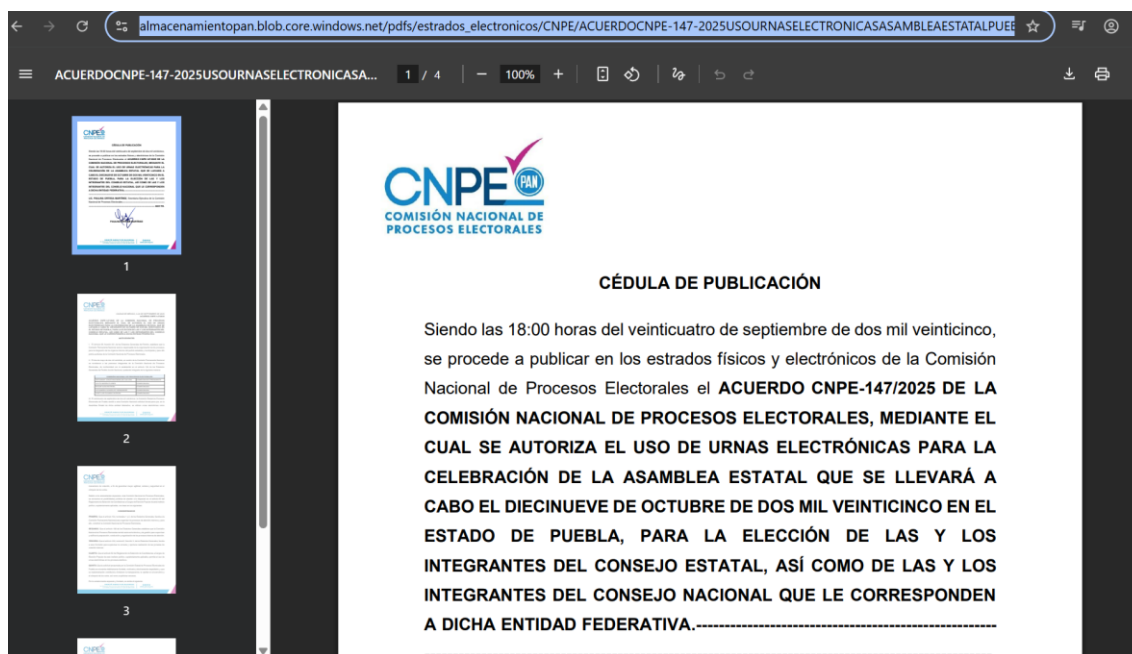 almacenamientopan.blob.core.windows.net/pdfs/estrados_electronicos/CNPE/ACUERDOCNPE-147-2025USOURNASELECTRONICASASAMBLEAESTATALPUEB
ACUERDOCNPE-147-2025USOURNASELECTRONICASA...
1 / 4
100%
1
2
3
CNPE
PAN
COMISIÓN NACIONAL DE
PROCESOS ELECTORALES
CÉDULA DE PUBLICACIÓN
Siendo las 18:00 horas del veinticuatro de septiembre de dos mil veinticinco,
se procede a publicar en los estrados físicos y electrónicos de la Comisión
Nacional de Procesos Electorales el ACUERDO CNPE-147/2025 DE LA
COMISIÓN NACIONAL DE PROCESOS ELECTORALES, MEDIANTE EL
CUAL SE AUTORIZA EL USO DE URNAS ELECTRÓNICAS PARA LA
CELEBRACIÓN DE LA ASAMBLEA ESTATAL QUE SE LLEVARÁ A
CABO EL DIECINUEVE DE OCTUBRE DE DOS MIL VEINTICINCO EN EL
ESTADO DE PUEBLA, PARA LA ELECCIÓN DE LAS Y LOS
INTEGRANTES DEL CONSEJO ESTATAL, ASÍ COMO DE LAS Y LOS
INTEGRANTES DEL CONSEJO NACIONAL QUE LE CORRESPONDEN
A DICHA ENTIDAD FEDERATIVA.------------------------------------------------------